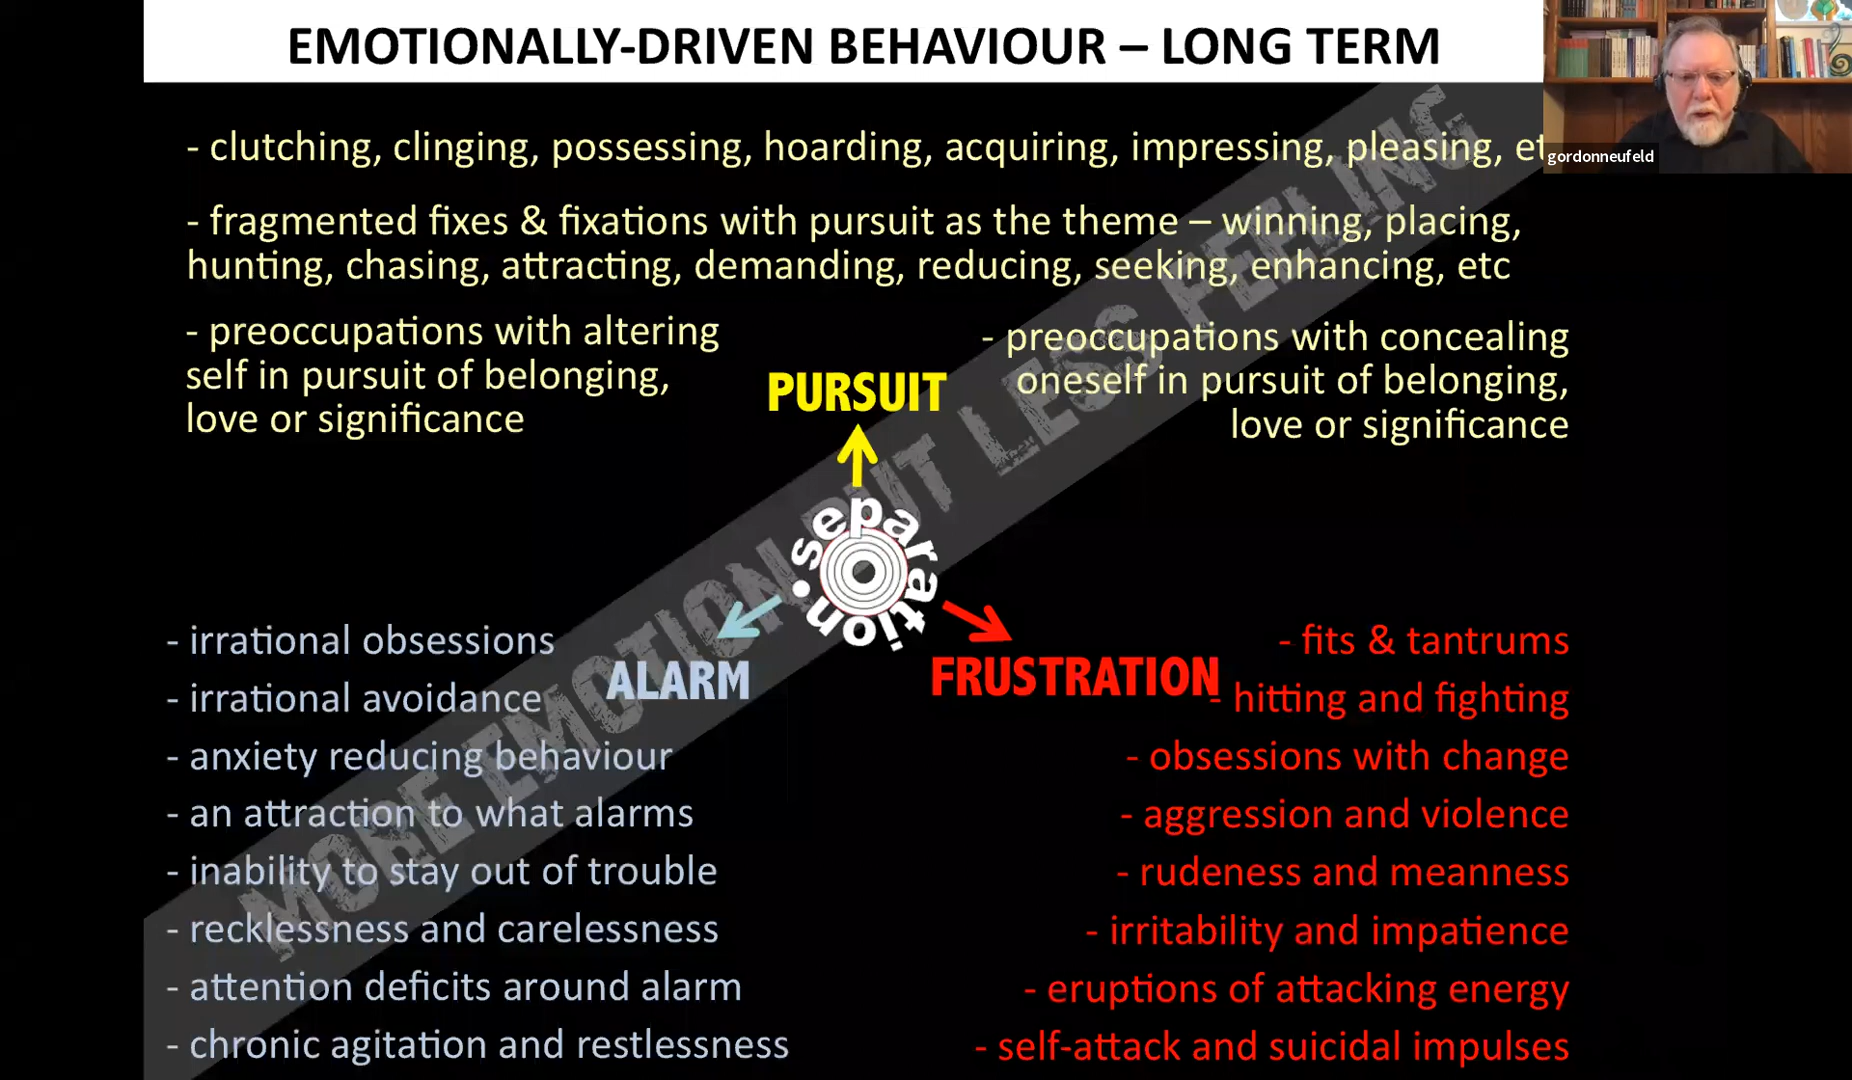 EMOTIONALLY-DRIVEN BEHAVIOUR – LONG TERM
- clutching, clinging, possessing, hoarding, acquiring, impressing, pleasing,
gordonneufeld
- fragmented fixes & fixations with pursuit as the theme – winning, placing,
hunting, chasing, attracting, demanding, reducing, seeking, enhancing, etc
- preoccupations with altering
self in pursuit of belonging,
love or significance
- preoccupations with concealing
oneself in pursuit of belonging,
love or significance
PURSUIT
separation
MORE EMOTION BUT LESS FEELING
ALARM
- irrational obsessions
- irrational avoidance
- anxiety reducing behaviour
- an attraction to what alarms
- inability to stay out of trouble
- recklessness and carelessness
- attention deficits around alarm
- chronic agitation and restlessness
FRUSTRATION
- fits & tantrums
- hitting and fighting
- obsessions with change
- aggression and violence
- rudeness and meanness
- irritability and impatience
- eruptions of attacking energy
- self-attack and suicidal impulses